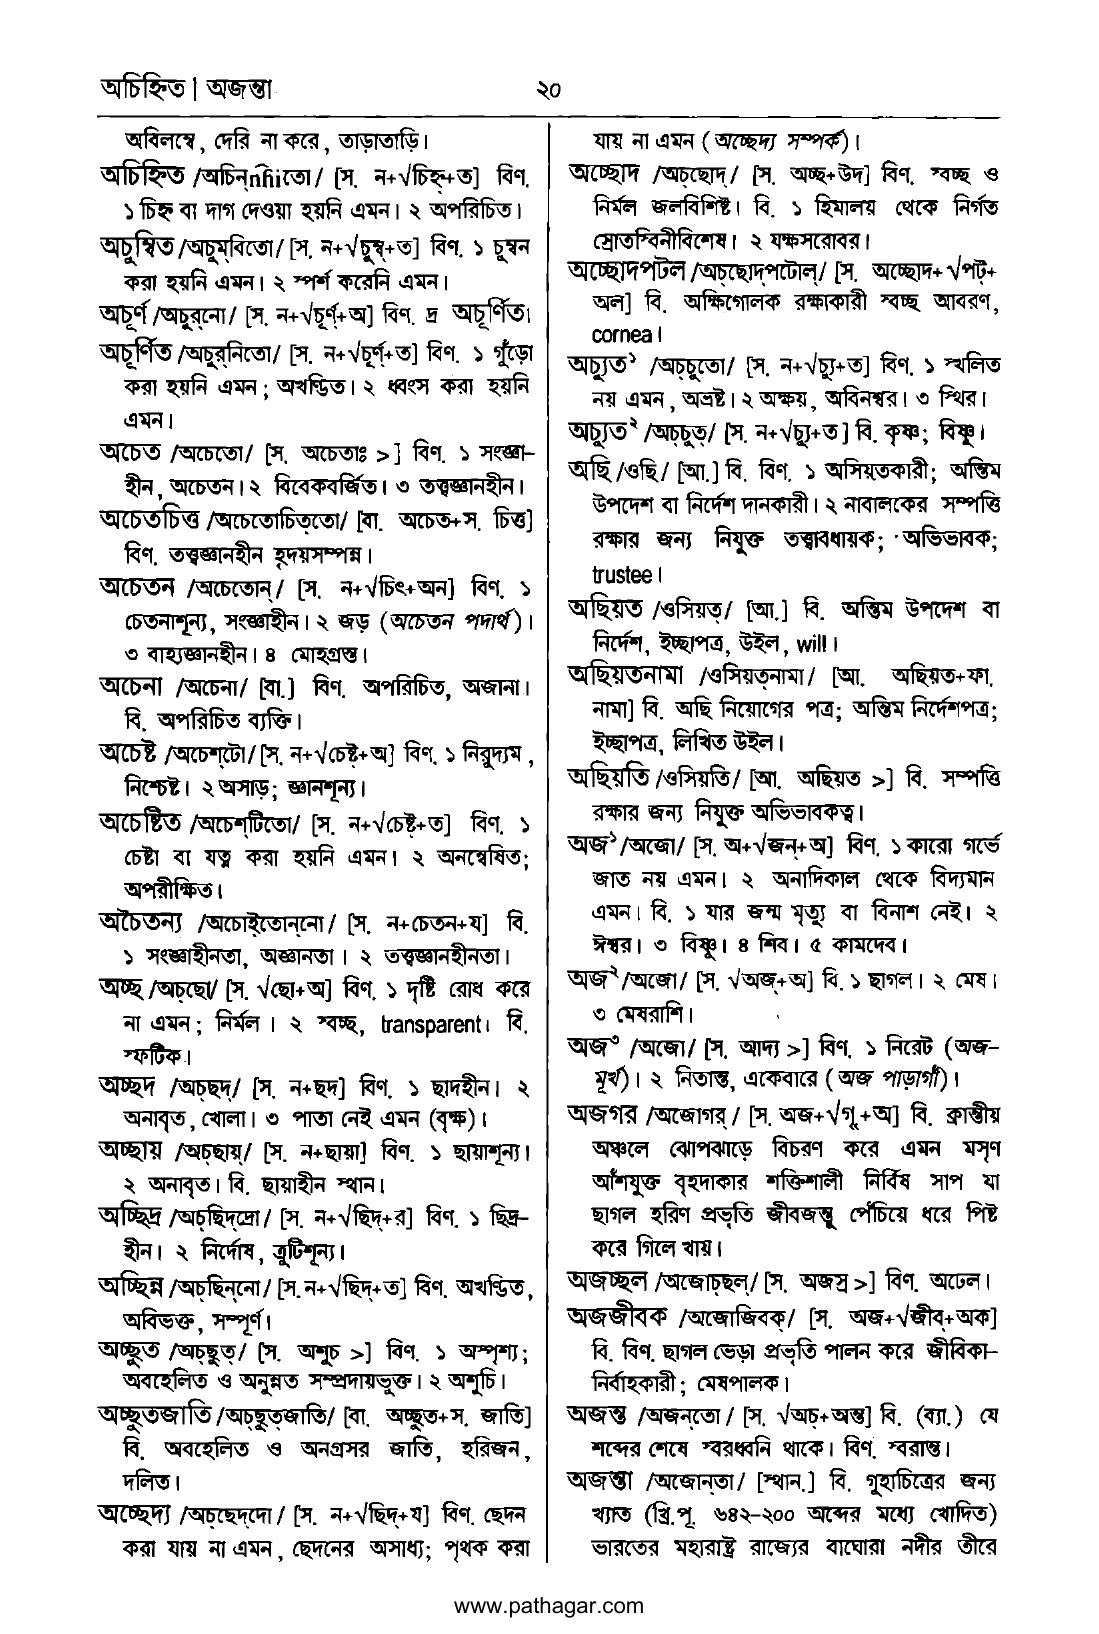 অচিহ্নিত | অজন্তা
২০
অবিলম্বে, দেরি না করে, তাড়াতাড়ি।
অচিহ্নিত /অচিন্‌nñiতো/ [স. ন+√চিহ্ন্+ত] বিণ.
১ চিহ্ন বা দাগ দেওয়া হয়নি এমন। ২ অপরিচিত।
অচুম্বিত /অচুম্‌বিতো/ [স. ন+√চুম্ব্+ত] বিণ. ১ চুম্বন
করা হয়নি এমন। ২ স্পর্শ করেনি এমন।
অচূর্ণ /অচুর্‌নো/ [স. ন+√চূর্ণ্+অ] বিণ. দ্র অচূর্ণিত।
অচূর্ণিত /অচুর্‌নিতো/ [স. ন+√চূর্ণ্+ত] বিণ. ১ গুঁড়ো
করা হয়নি এমন; অখণ্ডিত। ২ ধ্বংস করা হয়নি
এমন।
অচেত /অচেতো/ [স. অচেতাঃ >] বিণ. ১ সংজ্ঞা-
হীন, অচেতন। ২ বিবেকবর্জিত। ৩ তত্ত্বজ্ঞানহীন।
অচেতচিত্ত /অচেতোচিত্‌তো/ [বা. অচেত+স. চিত্ত]
বিণ. তত্ত্বজ্ঞানহীন হৃদয়সম্পন্ন।
অচেতন /অচেতোন্/ [স. ন+√চিৎ+অন] বিণ. ১
চেতনাশূন্য, সংজ্ঞাহীন। ২ জড় (অচেতন পদার্থ)।
৩ বাহ্যজ্ঞানহীন। ৪ মোহগ্রস্ত।
অচেনা /অচেনা/ [বা.] বিণ. অপরিচিত, অজানা।
বি. অপরিচিত ব্যক্তি।
অচেষ্ট /অচেশ্‌টো/ [স. ন+√চেষ্ট্+অ] বিণ. ১ নিরুদ্যম,
নিশ্চেষ্ট। ২ অসাড়; জ্ঞানশূন্য।
অচেষ্টিত /অচেশ্‌টিতো/ [স. ন+√চেষ্ট্+ত] বিণ. ১
চেষ্টা বা যত্ন করা হয়নি এমন। ২ অনন্বেষিত;
অপরীক্ষিত।
অচৈতন্য /অচোইতোন্‌নো/ [স. ন+চেতন+য] বি.
১ সংজ্ঞাহীনতা, অজ্ঞানতা। ২ তত্ত্বজ্ঞানহীনতা।
অচ্ছ /অচ্‌ছো/ [স. √ছো+অ] বিণ. ১ দৃষ্টি রোধ করে
না এমন; নির্মল। ২ স্বচ্ছ, transparent। বি.
স্ফটিক।
অচ্ছদ /অচ্‌ছদ্/ [স. ন+ছদ] বিণ. ১ ছাদহীন। ২
অনাবৃত, খোলা। ৩ পাতা নেই এমন (বৃক্ষ)।
অচ্ছায় /অচ্‌ছায়্/ [স. ন+ছায়া] বিণ. ১ ছায়াশূন্য।
২ অনাবৃত। বি. ছায়াহীন স্থান।
অচ্ছিদ্র /অচ্‌ছিদ্‌দ্রো/ [স. ন+√ছিদ্+র] বিণ. ১ ছিদ্র-
হীন। ২ নির্দোষ, ত্রুটিশূন্য।
অচ্ছিন্ন /অচ্‌ছিন্‌নো/ [স. ন+√ছিদ্+ত] বিণ. অখণ্ডিত,
অবিভক্ত, সম্পূর্ণ।
অচ্ছুত /অচ্‌ছুত্/ [স. অশুচ >] বিণ. ১ অস্পৃশ্য;
অবহেলিত ও অনুন্নত সম্প্রদায়ভুক্ত। ২ অশুচি।
অচ্ছুতজাতি /অচ্‌ছুত্‌জাতি/ [বা. অচ্ছুত+স. জাতি]
বি. অবহেলিত ও অনগ্রসর জাতি, হরিজন,
দলিত।
অচ্ছেদ্য /অচ্‌ছেদ্‌দো/ [স. ন+√ছিদ্+য] বিণ. ছেদন
করা যায় না এমন, ছেদনের অসাধ্য; পৃথক করা
যায় না এমন (অচ্ছেদ্য সম্পর্ক)।
অচ্ছোদ /অচ্‌ছোদ্/ [স. অচ্ছ+উদ] বিণ. স্বচ্ছ ও
নির্মল জলবিশিষ্ট। বি. ১ হিমালয় থেকে নির্গত
স্রোতস্বিনীবিশেষ। ২ যক্ষসরোবর।
অচ্ছোদপটল /অচ্‌ছোদ্‌পটোল্/ [স. অচ্ছোদ+√পট্+
অল] বি. অক্ষিগোলক রক্ষাকারী স্বচ্ছ আবরণ,
cornea।
অচ্যুত১ /অচ্‌চুতো/ [স. ন+√চ্যু+ত] বিণ. ১ স্খলিত
নয় এমন, অভ্রষ্ট। ২ অক্ষয়, অবিনশ্বর। ৩ স্থির।
অচ্যুত২ /অচ্‌চুত্/ [স. ন+√চ্যু+ত] বি. কৃষ্ণ; বিষ্ণু।
অছি /ওছি/ [আ.] বি. বিণ. ১ অসিয়তকারী; অন্তিম
উপদেশ বা নির্দেশ দানকারী। ২ নাবালকের সম্পত্তি
রক্ষার জন্য নিযুক্ত তত্ত্বাবধায়ক; অভিভাবক;
trustee।
অছিয়ত /ওসিয়ত্/ [আ.] বি. অন্তিম উপদেশ বা
নির্দেশ, ইচ্ছাপত্র, উইল, will।
অছিয়তনামা /ওসিয়ত্‌নামা/ [আ. অছিয়ত+ফা.
নামা] বি. অছি নিয়োগের পত্র; অন্তিম নির্দেশপত্র;
ইচ্ছাপত্র, লিখিত উইল।
অছিয়তি /ওসিয়তি/ [আ. অছিয়ত >] বি. সম্পত্তি
রক্ষার জন্য নিযুক্ত অভিভাবকত্ব।
অজ১ /অজো/ [স. অ+√জন্+অ] বিণ. ১ কারো গর্ভে
জাত নয় এমন। ২ অনাদিকাল থেকে বিদ্যমান
এমন। বি. ১ যার জন্ম মৃত্যু বা বিনাশ নেই। ২
ঈশ্বর। ৩ বিষ্ণু। ৪ শিব। ৫ কামদেব।
অজ২ /অজো/ [স. √অজ্+অ] বি. ১ ছাগল। ২ মেষ।
৩ মেষরাশি।
অজ৩ /অজো/ [স. আদ্য >] বিণ. ১ নিরেট (অজ-
মূর্খ)। ২ নিতান্ত, একেবারে (অজ পাড়াগাঁ)।
অজগর /অজোগর্/ [স. অজ+√গৄ+অ] বি. ক্রান্তীয়
অঞ্চলে ঝোপঝাড়ে বিচরণ করে এমন মসৃণ
আঁশযুক্ত বৃহদাকার শক্তিশালী নির্বিষ সাপ যা
ছাগল হরিণ প্রভৃতি জীবজন্তু পেঁচিয়ে ধরে পিষ্ট
করে গিলে খায়।
অজচ্ছল /অজোচ্‌ছল্/ [স. অজস্র >] বিণ. অঢেল।
অজজীবক /অজোজিবক্/ [স. অজ+√জীব্+অক]
বি. বিণ. ছাগল ভেড়া প্রভৃতি পালন করে জীবিকা-
নির্বাহকারী; মেষপালক।
অজন্ত /অজন্‌তো/ [স. √অচ+অন্ত] বি. (ব্যা.) যে
শব্দের শেষে স্বরধ্বনি থাকে। বিণ. স্বরান্ত।
অজন্তা /অজোন্‌তা/ [স্থান.] বি. গুহাচিত্রের জন্য
খ্যাত (খ্রি.পূ. ৬৪২-২০০ অব্দের মধ্যে খোদিত)
ভারতের মহারাষ্ট্র রাজ্যের বাঘোরা নদীর তীরে
www.pathagar.com